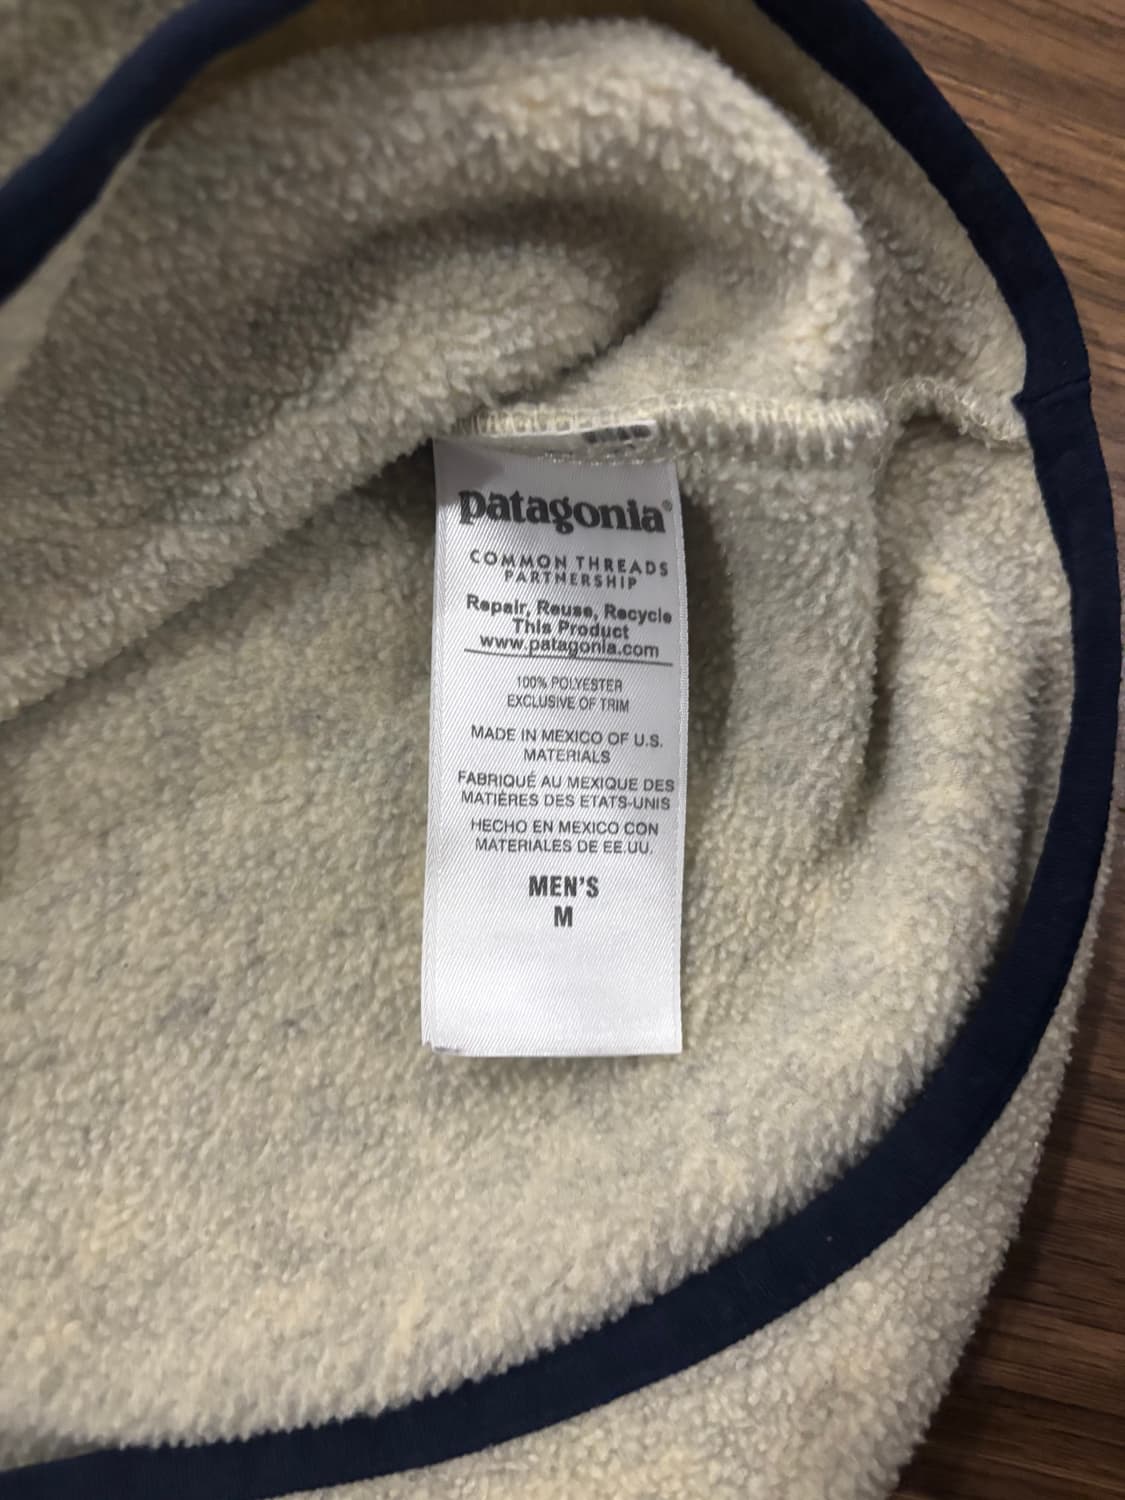 patagonia®
COMMON THREADS
PARTNERSHIP
Repair, Reuse, Recycle
This Product
www.patagonia.com
100% POLYESTER
EXCLUSIVE OF TRIM
MADE IN MEXICO OF U.S.
MATERIALS
FABRIQUÉ AU MEXIQUE DES
MATIÈRES DES ETATS-UNIS
HECHO EN MEXICO CON
MATERIALES DE EE.UU.
MEN'S
M